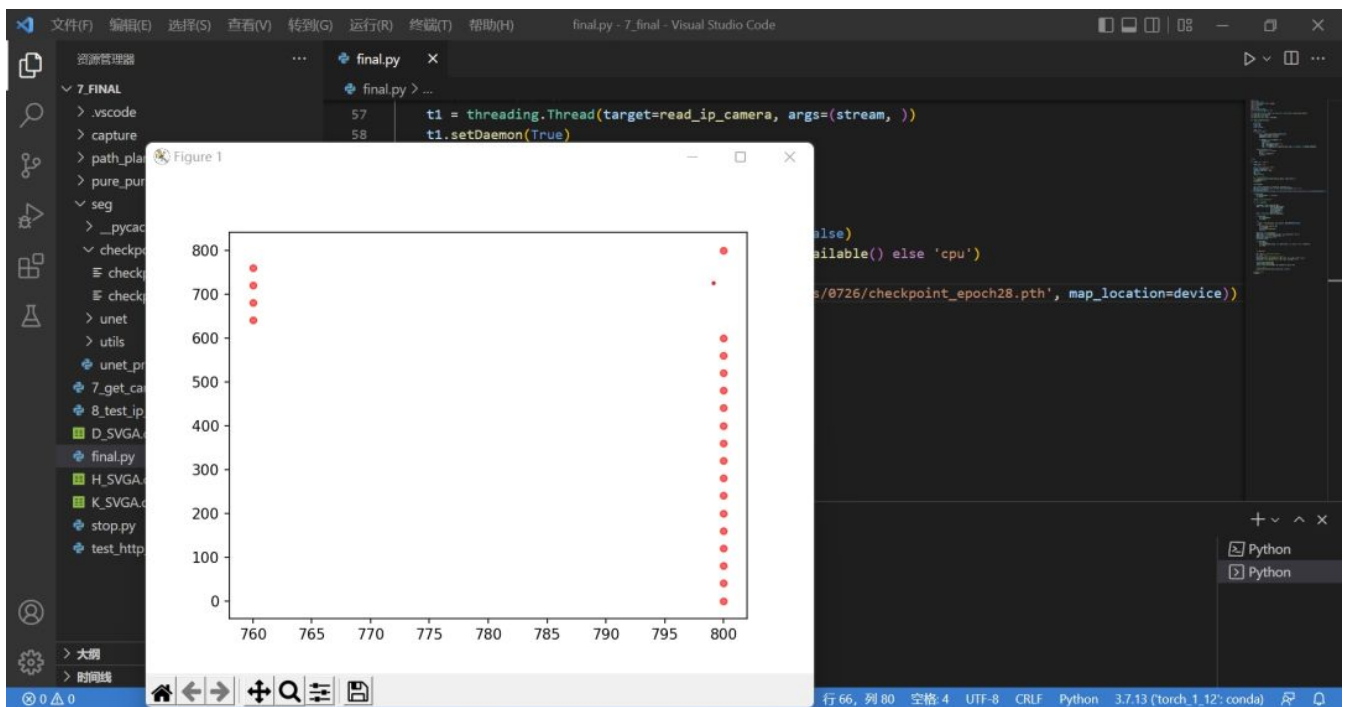 文件(F) 编辑(E) 选择(S) 查看(V) 转到(G) 运行(R) 终端(T) 帮助(H) final.py - 7_final - Visual Studio Code
资源管理器 ···
final.py ×
7_FINAL
final.py > ...
.vscode
capture
path_pla
pure_pur
seg
__pycac
checkpo
check
check
unet
utils
unet_pr
7_get_ca
8_test_ip
D_SVGA.
final.py
H_SVGA.
K_SVGA.
stop.py
test_http
大纲
时间线
57 t1 = threading.Thread(target=read_ip_camera, args=(stream, ))
58 t1.setDaemon(True)
alse)
ailable() else 'cpu')
s/0726/checkpoint_epoch28.pth', map_location=device))
Figure 1
800
700
600
500
400
300
200
100
0
760 765 770 775 780 785 790 795 800
Python
Python
0 0 行 66, 列 80 空格: 4 UTF-8 CRLF Python 3.7.13 ('torch_1_12': conda)